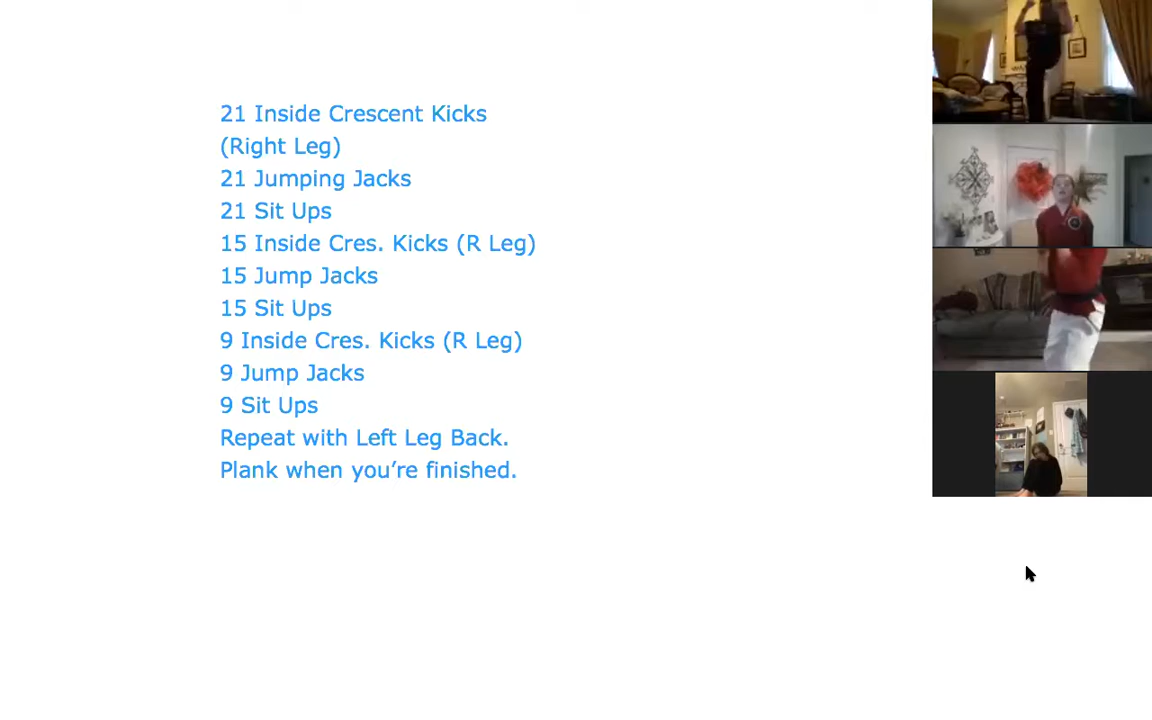 21 Inside Crescent Kicks
(Right Leg)
21 Jumping Jacks
21 Sit Ups
15 Inside Cres. Kicks (R Leg)
15 Jump Jacks
15 Sit Ups
9 Inside Cres. Kicks (R Leg)
9 Jump Jacks
9 Sit Ups
Repeat with Left Leg Back.
Plank when you’re finished.